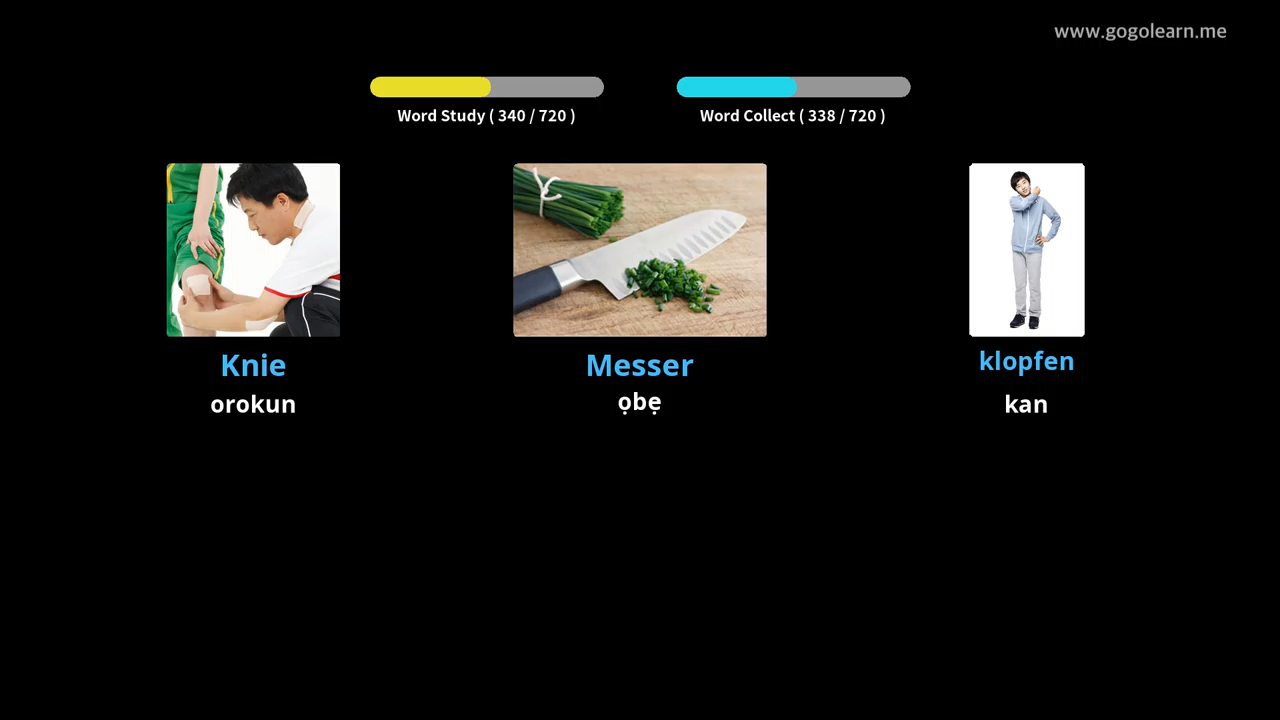 www.gogolearn.me
Word Study ( 340 / 720 )
Word Collect ( 338 / 720 )
Knie
Messer
klopfen
orokun
ọbẹ
kan